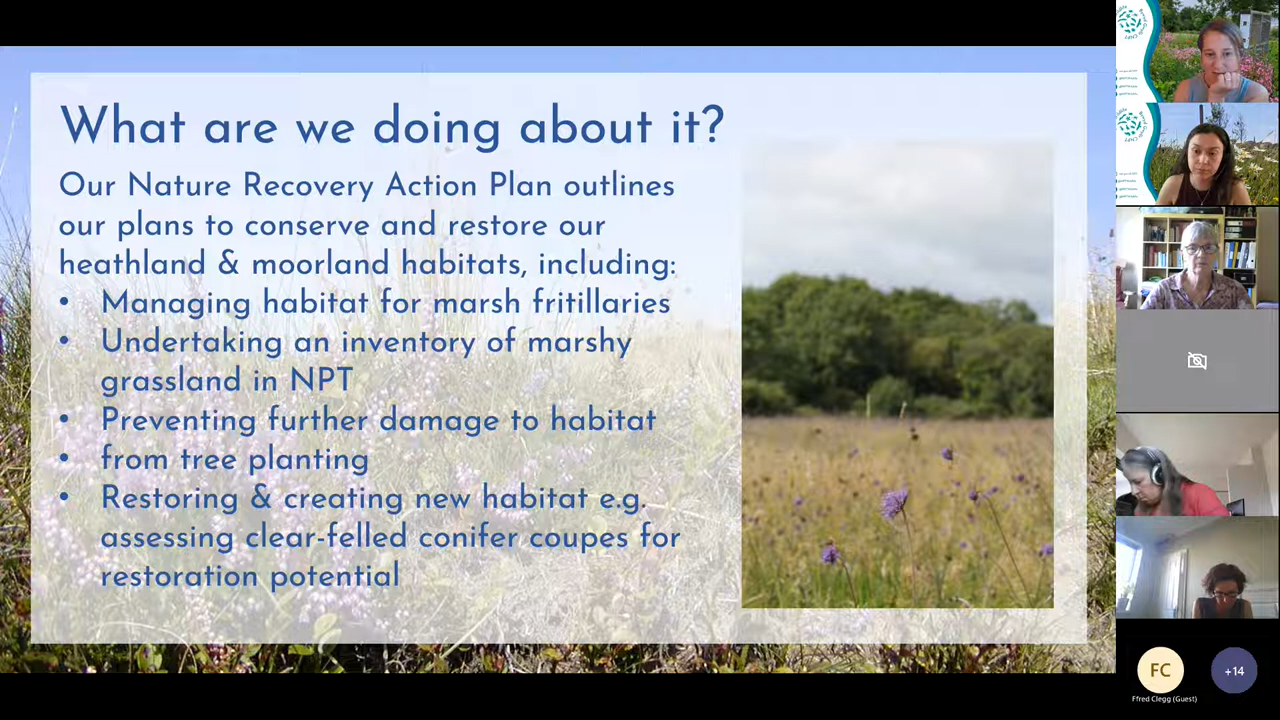 What are we doing about it?
Our Nature Recovery Action Plan outlines
our plans to conserve and restore our
heathland & moorland habitats, including:
• Managing habitat for marsh fritillaries
• Undertaking an inventory of marshy
grassland in NPT
• Preventing further damage to habitat
• from tree planting
• Restoring & creating new habitat e.g.
assessing clear-felled conifer coupes for
restoration potential
FC
+14
Ffred Clegg (Guest)